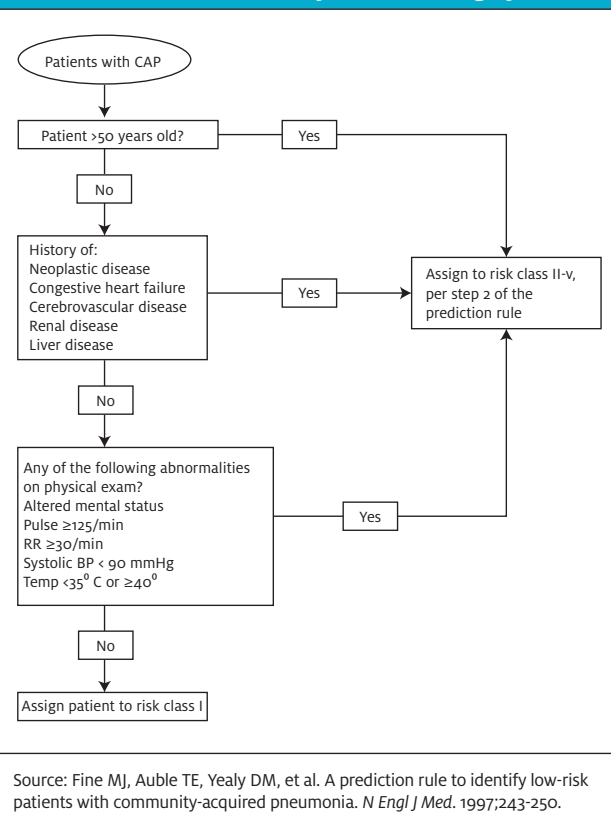 Patients with CAP
Patient >50 years old?
Yes
No
History of:
Neoplastic disease
Congestive heart failure
Cerebrovascular disease
Renal disease
Liver disease
Yes
Assign to risk class II-v,
per step 2 of the
prediction rule
No
Any of the following abnormalities
on physical exam?
Altered mental status
Pulse ≥125/min
RR ≥30/min
Systolic BP < 90 mmHg
Temp <35⁰ C or ≥40⁰
Yes
No
Assign patient to risk class I
Source: Fine MJ, Auble TE, Yealy DM, et al. A prediction rule to identify low-risk
patients with community-acquired pneumonia. N Engl J Med. 1997;243-250.